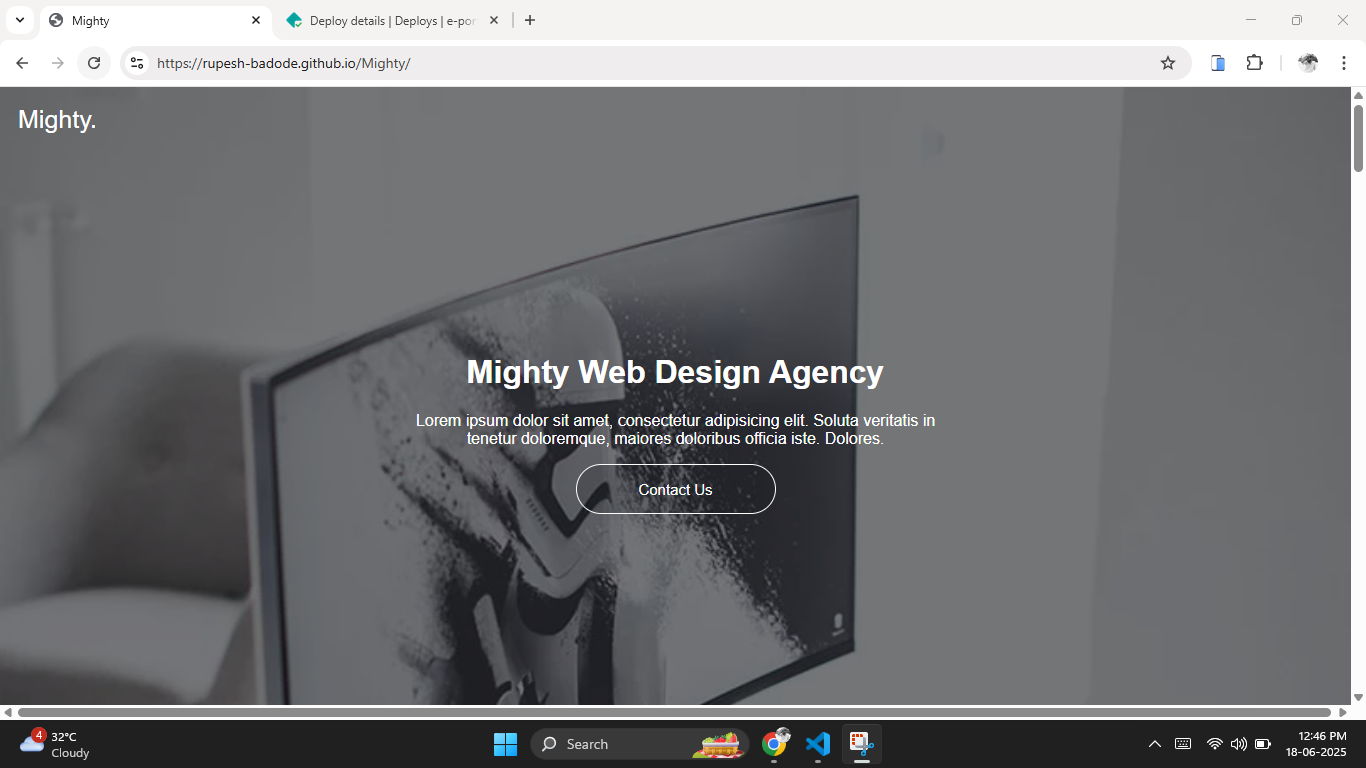 Mighty
Deploy details | Deploys | e-por
https://rupesh-badode.github.io/Mighty/
Mighty.
Mighty Web Design Agency
Lorem ipsum dolor sit amet, consectetur adipisicing elit. Soluta veritatis in
tenetur doloremque, maiores doloribus officia iste. Dolores.
Contact Us
4
32°C
Cloudy
Search
12:46 PM
18-06-2025